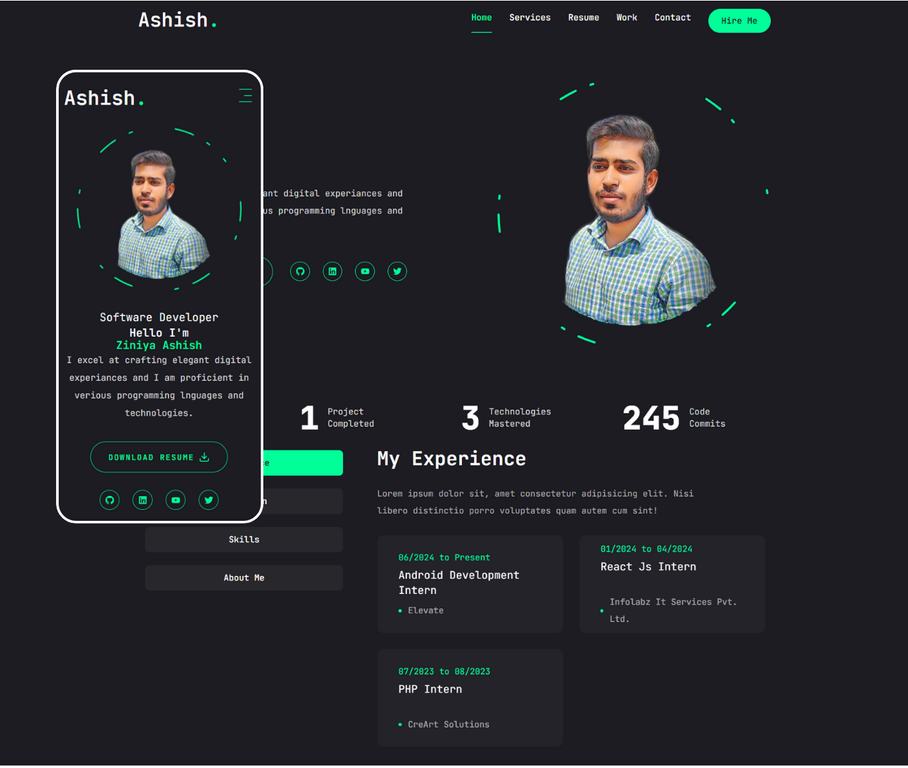 Ashish.
Home Services Resume Work Contact Hire Me
Ashish.
Software Developer
Hello I'm
Ziniya Ashish
I excel at crafting elegant digital
experiances and I am proficient in
verious programming lnguages and
technologies.
DOWNLOAD RESUME
digital experiances and
programming lnguages and
1 Project
Completed
3 Technologies
Mastered
245 Code
Commits
Skills
About Me
My Experience
Lorem ipsum dolor sit, amet consectetur adipisicing elit. Nisi
libero distinctio porro voluptates quam autem cum sint!
06/2024 to Present
Android Development
Intern
Elevate
01/2024 to 04/2024
React Js Intern
Infolabz It Services Pvt.
Ltd.
07/2023 to 08/2023
PHP Intern
CreArt Solutions